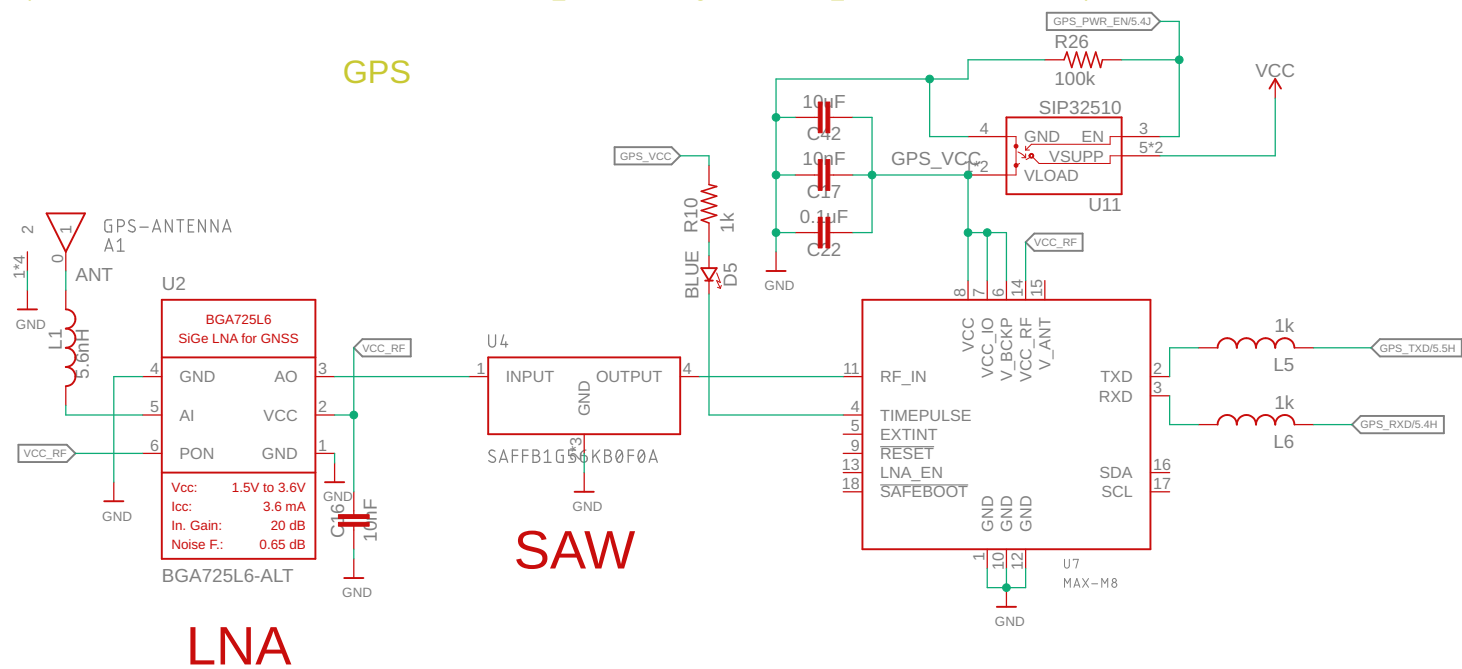 GPS
GPS_PWR_EN/5.4J
R26
100k
VCC
SIP32510
10uF
C42
4
GND
EN
3
VSUPP
5*2
GPS_VCC
1*2
VLOAD
U11
10nF
C17
0.1uF
C22
GND
GPS_VCC
R10
1k
BLUE
D5
2
1*4
GND
1
0
GPS-ANTENNA
A1
ANT
L1
5.6nH
U2
BGA725L6
SiGe LNA for GNSS
4
GND
AO
3
5
AI
VCC
2
6
PON
GND
1
VCC_RF
VCC_RF
GND
GND
Vcc: 1.5V to 3.6V
Icc: 3.6 mA
In. Gain: 20 dB
Noise F.: 0.65 dB
BGA725L6-ALT
C16
10nF
GND
LNA
U4
1
INPUT
OUTPUT
4
GND
SAFFB1G56KB0F0A
GND
SAW
VCC_RF
8
7
6
14
15
VCC
VCC_IO
V_BCKP
VCC_RF
V_ANT
11
RF_IN
4
TIMEPULSE
5
EXTINT
9
RESET
13
LNA_EN
18
SAFEBOOT
TXD
2
RXD
3
SDA
16
SCL
17
GND
GND
GND
1
10
12
U7
MAX-M8
GND
1k
L5
GPS_TXD/5.5H
1k
L6
GPS_RXD/5.4H